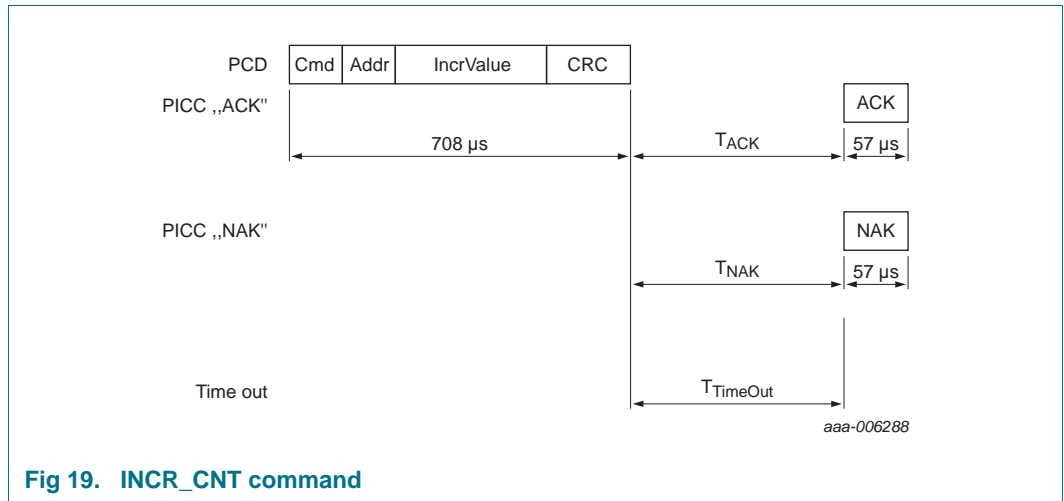 PCD Cmd Addr IncrValue CRC
PICC ,,ACK" ACK
708 µs TACK 57 µs
PICC ,,NAK" NAK
TNAK 57 µs
Time out TTimeOut
aaa-006288
Fig 19. INCR_CNT command